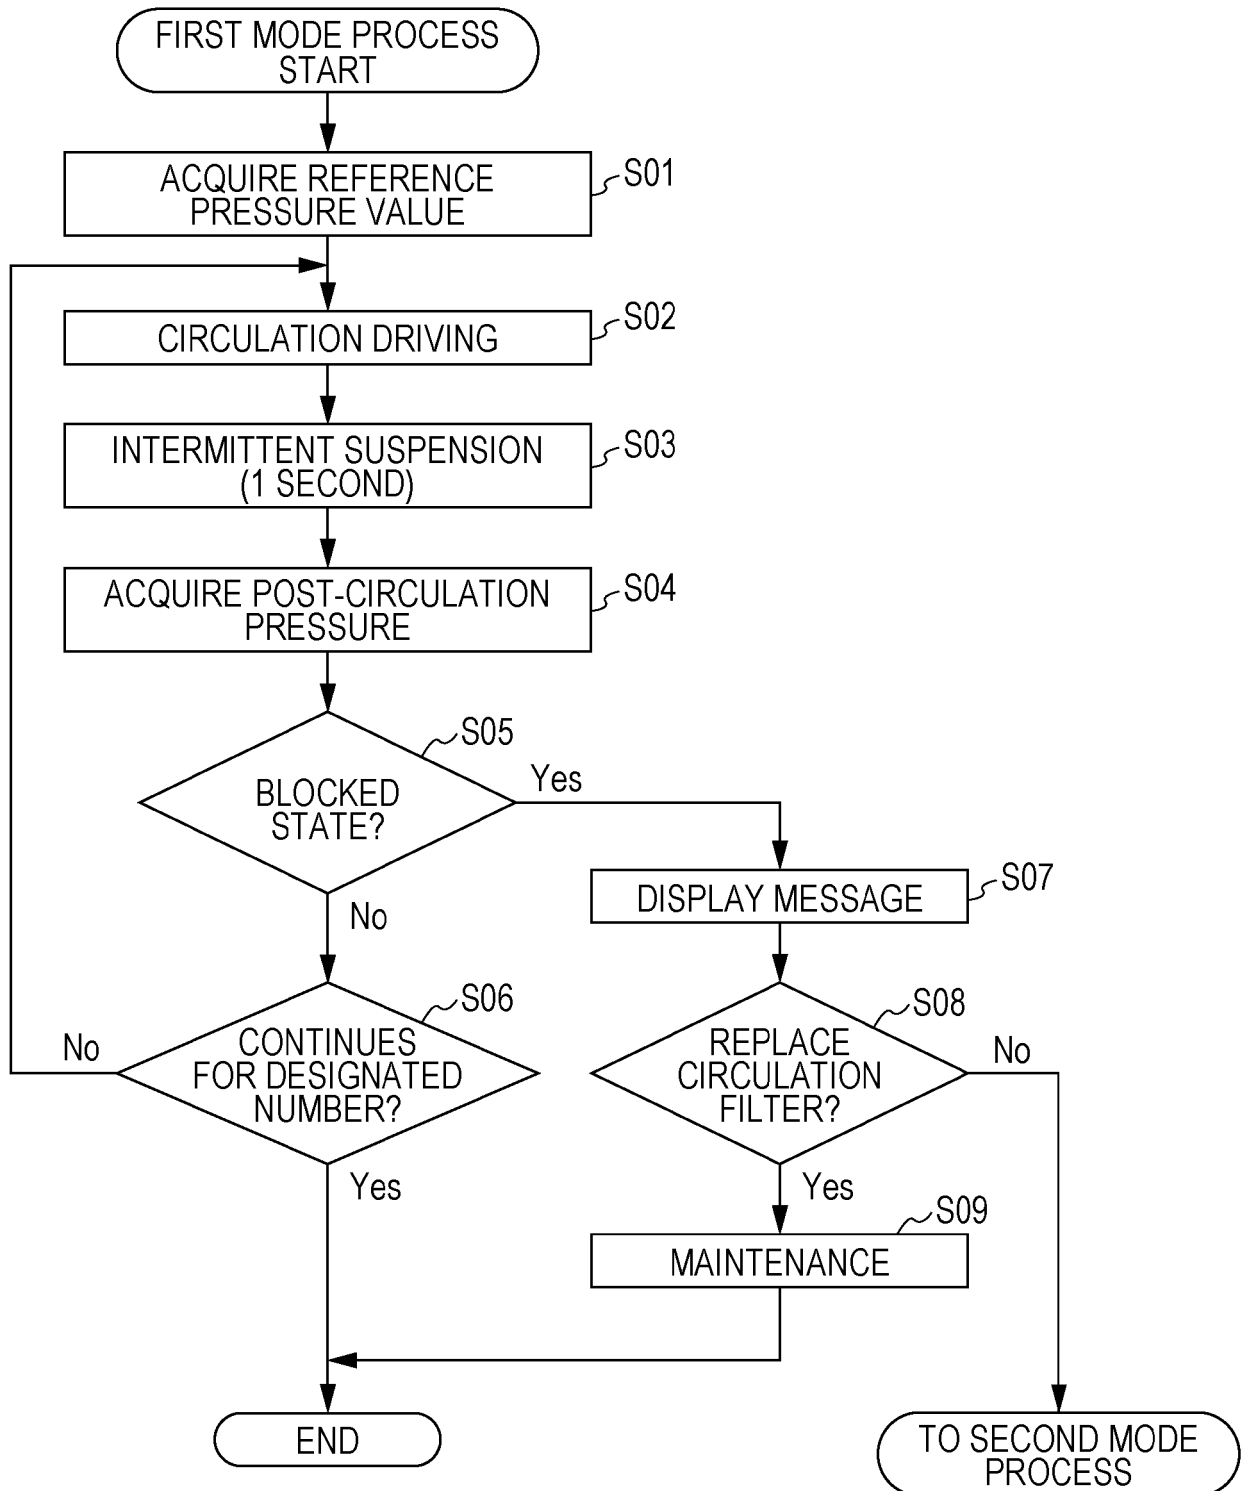 FIRST MODE PROCESS
START
ACQUIRE REFERENCE
PRESSURE VALUE
S01
CIRCULATION DRIVING
S02
INTERMITTENT SUSPENSION
(1 SECOND)
S03
ACQUIRE POST-CIRCULATION
PRESSURE
S04
BLOCKED
STATE?
S05
Yes
No
DISPLAY MESSAGE
S07
CONTINUES
FOR DESIGNATED
NUMBER?
S06
No
Yes
REPLACE
CIRCULATION
FILTER?
S08
No
Yes
MAINTENANCE
S09
END
TO SECOND MODE
PROCESS